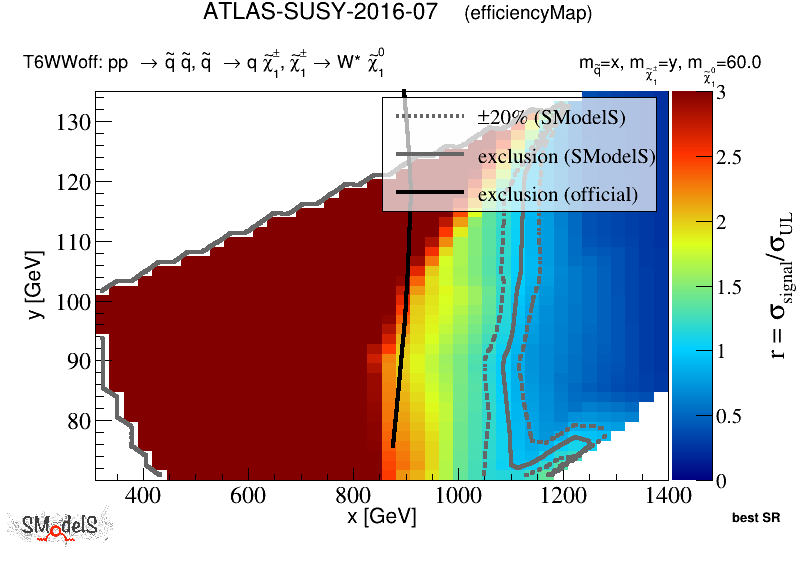 ATLAS-SUSY-2016-07 (efficiencyMap)
T6WWoff: pp → q̃ q̃, q̃ → q χ̃₁±, χ̃₁± → W* χ̃₁⁰ m_q̃=x, m_χ̃₁±=y, m_χ̃₁⁰=60.0
±20% (SModelS)
exclusion (SModelS)
exclusion (official)
130
120
110
100
90
80
y [GeV]
400 600 800 1000 1200 1400
x [GeV]
3
2.5
2
1.5
1
0.5
0
r = σ_signal/σ_UL
SModelS
best SR